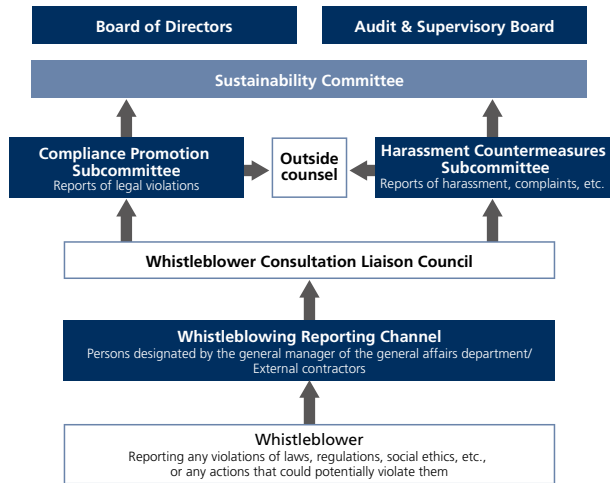 Board of Directors
Audit & Supervisory Board
Sustainability Committee
Compliance Promotion
Subcommittee
Reports of legal violations
Outside
counsel
Harassment Countermeasures
Subcommittee
Reports of harassment, complaints, etc.
Whistleblower Consultation Liaison Council
Whistleblowing Reporting Channel
Persons designated by the general manager of the general affairs department/
External contractors
Whistleblower
Reporting any violations of laws, regulations, social ethics, etc.,
or any actions that could potentially violate them